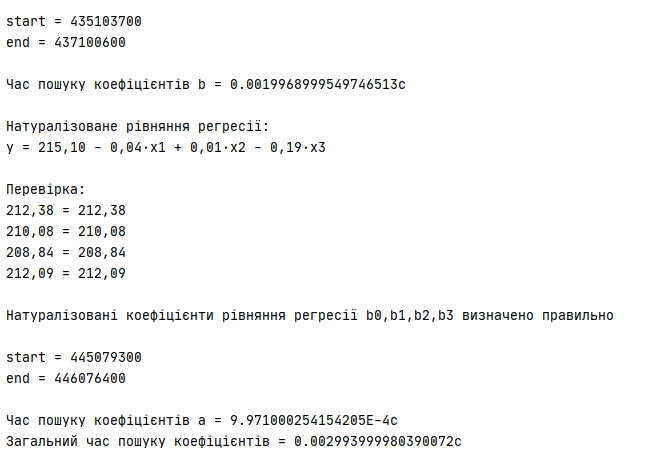 start = 435103700
end = 437100600
Час пошуку коефіцієнтів b = 0.0019968999549746513с
Натуралізоване рівняння регресії:
y = 215,10 - 0,04·x1 + 0,01·x2 - 0,19·x3
Перевірка:
212,38 = 212,38
210,08 = 210,08
208,84 = 208,84
212,09 = 212,09
Натуралізовані коефіцієнти рівняння регресії b0,b1,b2,b3 визначено правильно
start = 445079300
end = 446076400
Час пошуку коефіцієнтів a = 9.971000254154205E-4с
Загальний час пошуку коефіцієнтів = 0.002993999980390072с